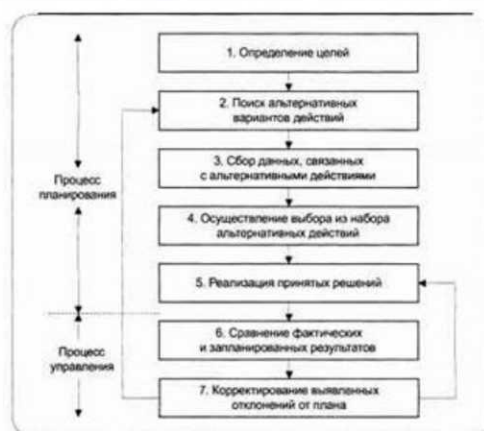 1. Определение целей
2. Поиск альтернативных
вариантов действий
3. Сбор данных, связанных
с альтернативными действиями
Процесс
планирования
4. Осуществление выбора из набора
альтернативных действий
5. Реализация принятых решений
6. Сравнение фактических
и запланированных результатов
Процесс
управления
7. Корректирование выявленных
отклонений от плана